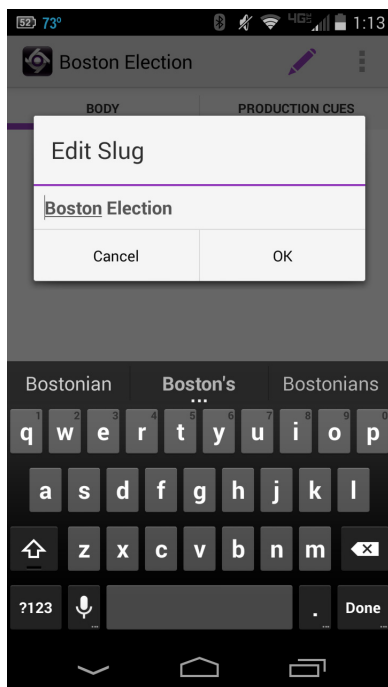 52 73° 4G 1:13
Boston Election
BODY PRODUCTION CUES
Edit Slug
Boston Election
Cancel OK
Bostonian Boston's Bostonians
1 2 3 4 5 6 7 8 9 0
q w e r t y u i o p
a s d f g h j k l
z x c v b n m
?123 . Done